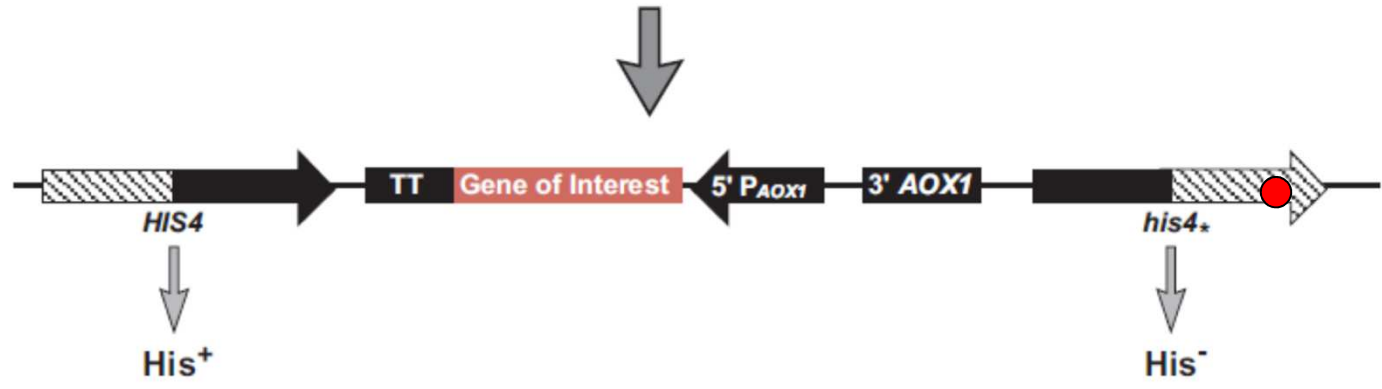 TT Gene of Interest 5' PAOX1 3' AOX1
HIS4 his4*
His+ His-